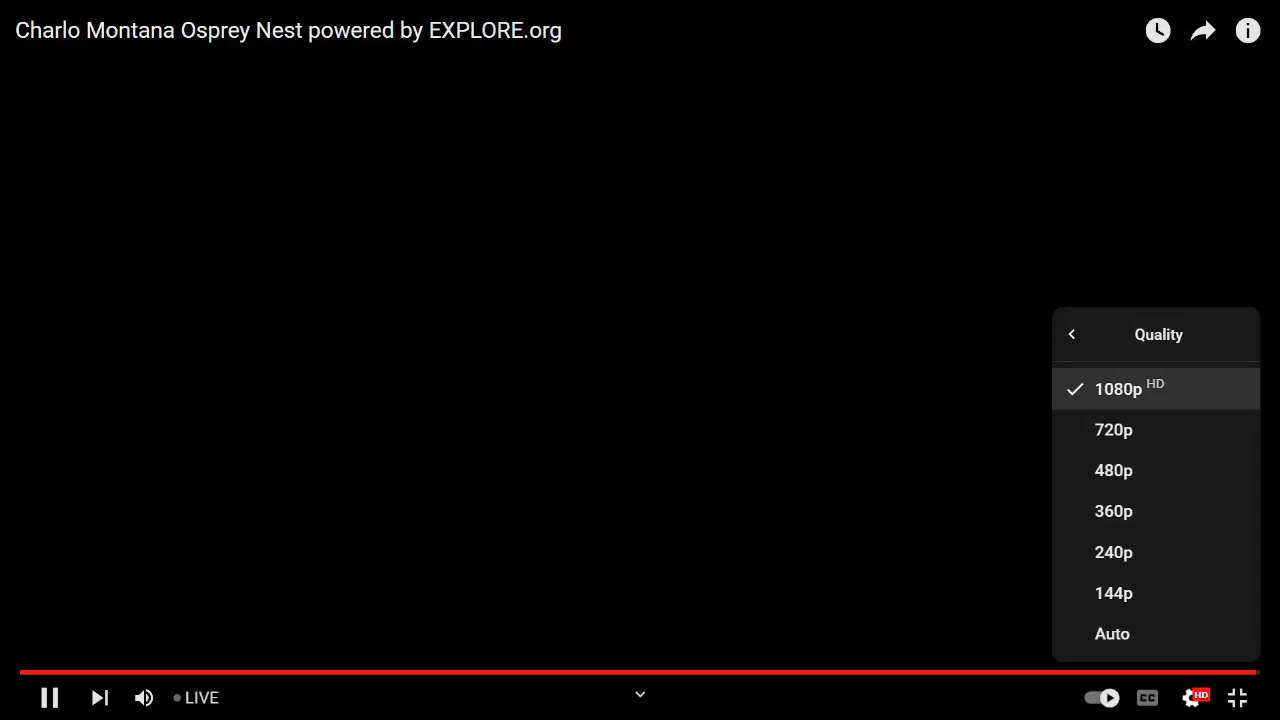 Charlo Montana Osprey Nest powered by EXPLORE.org
Quality
1080p HD
720p
480p
360p
240p
144p
Auto
LIVE
CC
HD